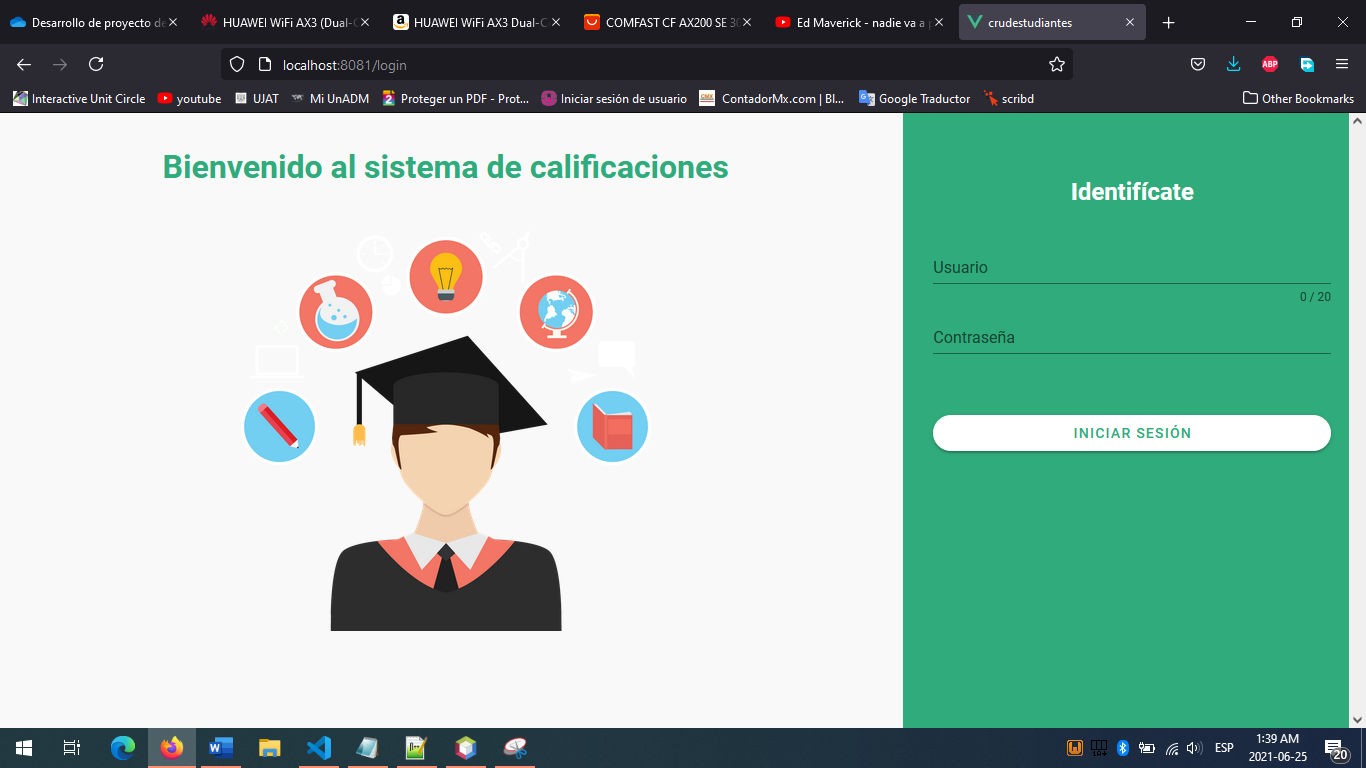 Desarrollo de proyecto de
HUAWEI WiFi AX3 (Dual-C
HUAWEI WiFi AX3 Dual-C
COMFAST CF AX200 SE 30
Ed Maverick - nadie va a p
crudestudiantes
localhost:8081/login
ABP
Interactive Unit Circle
youtube
UJAT
Mi UnADM
Proteger un PDF - Prot...
Iniciar sesión de usuario
CMX
ContadorMx.com | Bl...
Google Traductor
scribd
Other Bookmarks
Bienvenido al sistema de calificaciones
Identifícate
Usuario
0 / 20
Contraseña
INICIAR SESIÓN
ESP
1:39 AM
2021-06-25
20